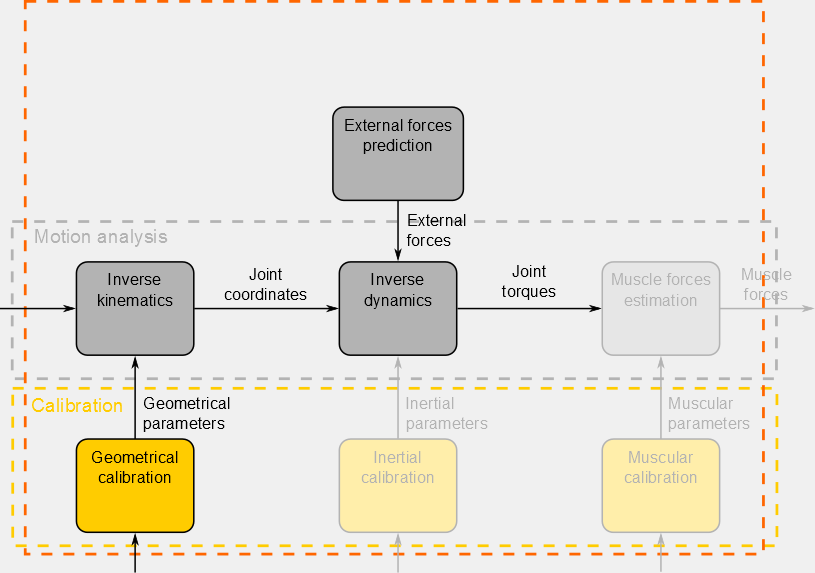 External forces
prediction
External
forces
Motion analysis
Inverse
kinematics
Joint
coordinates
Inverse
dynamics
Joint
torques
Muscle forces
estimation
Muscle
forces
Calibration
Geometrical
parameters
Inertial
parameters
Muscular
parameters
Geometrical
calibration
Inertial
calibration
Muscular
calibration